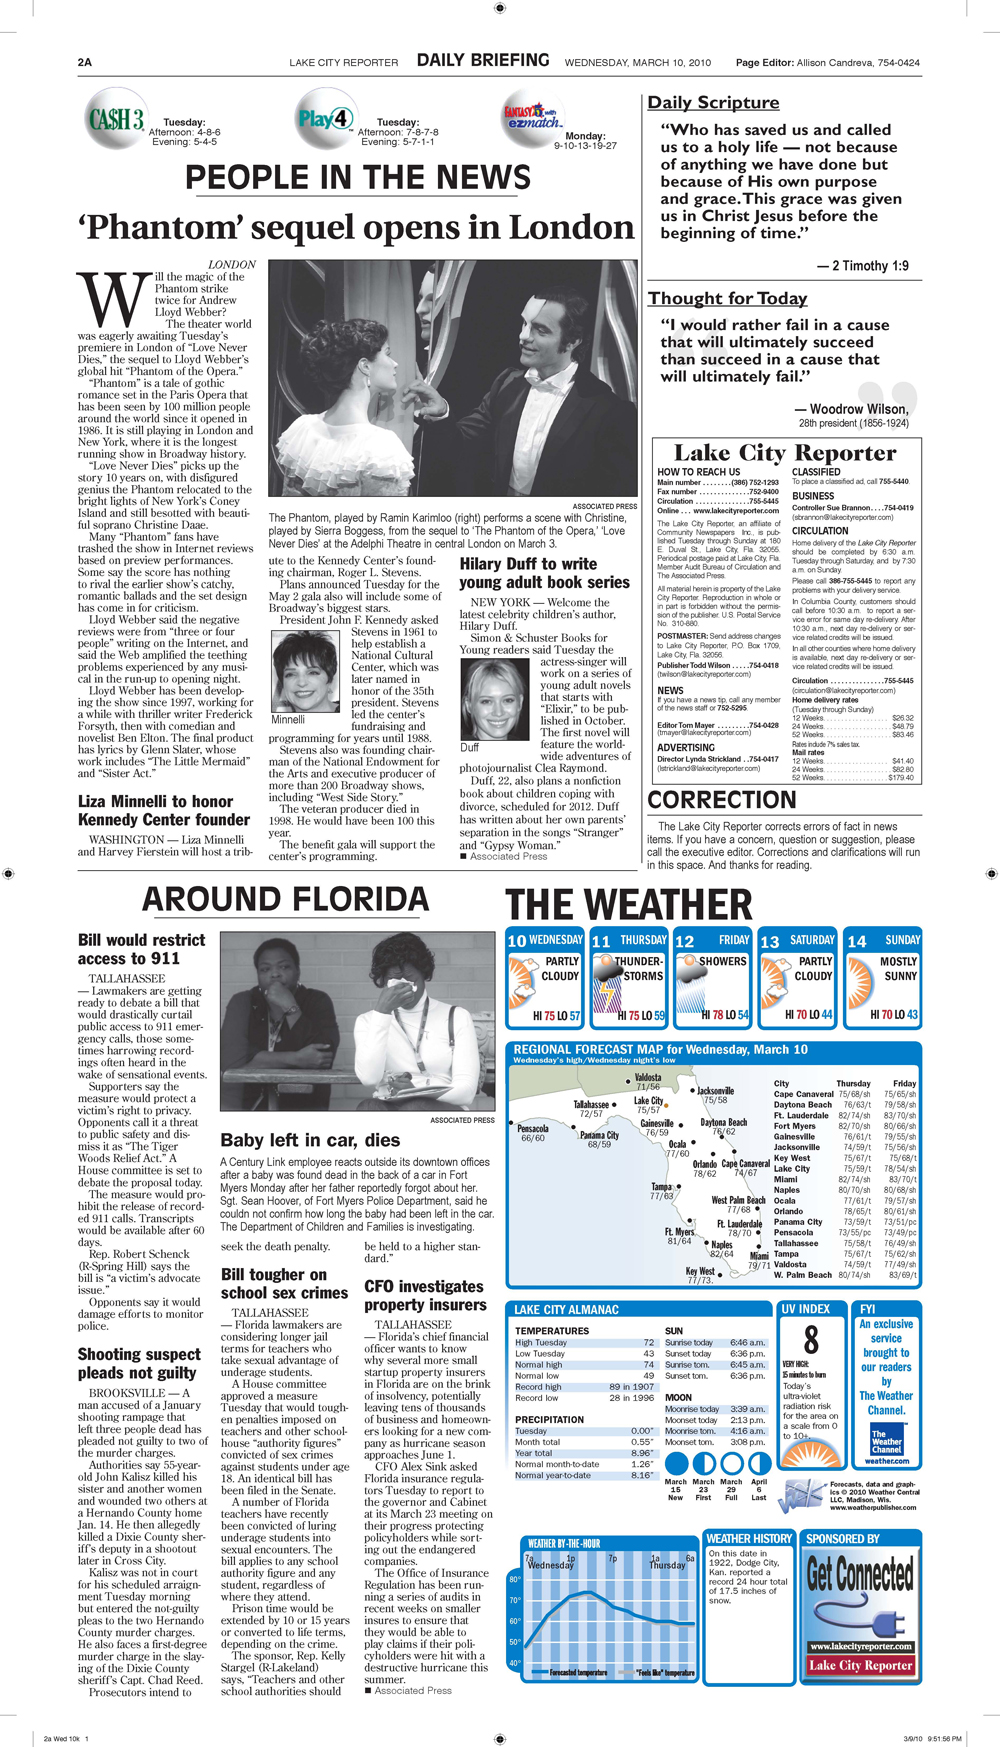 2A
LAKE CITY REPORTER DAILY BRIEFING WEDNESDAY, MARCH 10, 2010
Page Editor: Allison Candreva, 754-0424
CA$H 3
Tuesday:
Afternoon: 4-8-6
Evening: 5-4-5
Play 4
Tuesday:
Afternoon: 7-8-7-8
Evening: 5-7-1-1
FANTASY 5 with
ezmatch
Monday:
9-10-13-19-27
PEOPLE IN THE NEWS
‘Phantom’ sequel opens in London
LONDON
Will the magic of the
Phantom strike
twice for Andrew
Lloyd Webber?
The theater world
was eagerly awaiting Tuesday's
premiere in London of “Love Never
Dies,” the sequel to Lloyd Webber's
global hit “Phantom of the Opera.”
“Phantom” is a tale of gothic
romance set in the Paris Opera that
has been seen by 100 million people
around the world since it opened in
1986. It is still playing in London and
New York, where it is the longest
running show in Broadway history.
“Love Never Dies” picks up the
story 10 years on, with disfigured
genius the Phantom relocated to the
bright lights of New York's Coney
Island and still besotted with beauti-
ful soprano Christine Daae.
Many “Phantom” fans have
trashed the show in Internet reviews
based on preview performances.
Some say the score has nothing
to rival the earlier show's catchy,
romantic ballads and the set design
has come in for criticism.
Lloyd Webber said the negative
reviews were from “three or four
people” writing on the Internet, and
said the Web amplified the teething
problems experienced by any musi-
cal in the run-up to opening night.
Lloyd Webber has been develop-
ing the show since 1997, working for
a while with thriller writer Frederick
Forsyth, then with comedian and
novelist Ben Elton. The final product
has lyrics by Glenn Slater, whose
work includes “The Little Mermaid”
and “Sister Act.”
Liza Minnelli to honor
Kennedy Center founder
WASHINGTON — Liza Minnelli
and Harvey Fierstein will host a trib-
ASSOCIATED PRESS
The Phantom, played by Ramin Karimloo (right) performs a scene with Christine,
played by Sierra Boggess, from the sequel to ‘The Phantom of the Opera,’ ‘Love
Never Dies’ at the Adelphi Theatre in central London on March 3.
ute to the Kennedy Center's found-
ing chairman, Roger L. Stevens.
Plans announced Tuesday for the
May 2 gala also will include some of
Broadway's biggest stars.
President John F. Kennedy asked
Stevens in 1961 to
help establish a
National Cultural
Center, which was
later named in
honor of the 35th
president. Stevens
led the center's
fundraising and
Minnelli
programming for years until 1988.
Stevens also was founding chair-
man of the National Endowment for
the Arts and executive producer of
more than 200 Broadway shows,
including “West Side Story.”
The veteran producer died in
1998. He would have been 100 this
year.
The benefit gala will support the
center's programming.
Hilary Duff to write
young adult book series
NEW YORK — Welcome the
latest celebrity children's author,
Hilary Duff.
Simon & Schuster Books for
Young readers said Tuesday the
actress-singer will
work on a series of
young adult novels
that starts with
“Elixir,” to be pub-
lished in October.
The first novel will
feature the world-
wide adventures of
Duff
photojournalist Clea Raymond.
Duff, 22, also plans a nonfiction
book about children coping with
divorce, scheduled for 2012. Duff
has written about her own parents'
separation in the songs “Stranger”
and “Gypsy Woman.”
■ Associated Press
Daily Scripture
“Who has saved us and called
us to a holy life — not because
of anything we have done but
because of His own purpose
and grace. This grace was given
us in Christ Jesus before the
beginning of time.”
— 2 Timothy 1:9
Thought for Today
“I would rather fail in a cause
that will ultimately succeed
than succeed in a cause that
will ultimately fail.”
— Woodrow Wilson,
28th president (1856-1924)
Lake City Reporter
HOW TO REACH US
Main number . . . . . . . .(386) 752-1293
Fax number . . . . . . . . . . . . . .752-9400
Circulation . . . . . . . . . . . . . . .755-5445
Online . . . www.lakecityreporter.com
The Lake City Reporter, an affiliate of
Community Newspapers Inc., is pub-
lished Tuesday through Sunday at 180
E. Duval St., Lake City, Fla. 32055.
Periodical postage paid at Lake City, Fla.
Member Audit Bureau of Circulation and
The Associated Press.
All material herein is property of the Lake
City Reporter. Reproduction in whole or
in part is forbidden without the permis-
sion of the publisher. U.S. Postal Service
No. 310-880.
POSTMASTER: Send address changes
to Lake City Reporter, P.O. Box 1709,
Lake City, Fla. 32056.
Publisher Todd Wilson . . . . .754-0418
(twilson@lakecityreporter.com)
NEWS
If you have a news tip, call any member
of the news staff or 752-5295
Editor Tom Mayer . . . . . . . . .754-0428
(tmayer@lakecityreporter.com)
ADVERTISING
Director Lynda Strickland . .754-0417
(lstrickland@lakecityreporter.com)
CLASSIFIED
To place a classified ad, call 755-5440.
BUSINESS
Controller Sue Brannon. . . .754-0419
(sbrannon@lakecityreporter.com)
CIRCULATION
Home delivery of the Lake City Reporter
should be completed by 6:30 a.m.
Tuesday through Saturday, and by 7:30
a.m. on Sunday.
Please call 386-755-5445 to report any
problems with your delivery service.
In Columbia County, customers should
call before 10:30 a.m. to report a ser-
vice error for same day re-delivery. After
10:30 a.m., next day re-delivery or ser-
vice related credits will be issued.
In all other counties where home delivery
is available, next day re-delivery or ser-
vice related credits will be issued.
Circulation . . . . . . . . . . . . . . .755-5445
(circulation@lakecityreporter.com)
Home delivery rates
(Tuesday through Sunday)
12 Weeks. . . . . . . . . . . . . . . . . $26.32
24 Weeks. . . . . . . . . . . . . . . . . $48.79
52 Weeks. . . . . . . . . . . . . . . . . $83.46
Rates include 7% sales tax.
Mail rates
12 Weeks. . . . . . . . . . . . . . . . . $41.40
24 Weeks. . . . . . . . . . . . . . . . . $82.80
52 Weeks. . . . . . . . . . . . . . . . $179.40
CORRECTION
The Lake City Reporter corrects errors of fact in news
items. If you have a concern, question or suggestion, please
call the executive editor. Corrections and clarifications will run
in this space. And thanks for reading.
AROUND FLORIDA
Bill would restrict
access to 911
TALLAHASSEE
— Lawmakers are getting
ready to debate a bill that
would drastically curtail
public access to 911 emer-
gency calls, those some-
times harrowing record-
ings often heard in the
wake of sensational events.
Supporters say the
measure would protect a
victim's right to privacy.
Opponents call it a threat
to public safety and dis-
miss it as “The Tiger
Woods Relief Act.” A
House committee is set to
debate the proposal today.
The measure would pro-
hibit the release of record-
ed 911 calls. Transcripts
would be available after 60
days.
Rep. Robert Schenck
(R-Spring Hill) says the
bill is “a victim's advocate
issue.”
Opponents say it would
damage efforts to monitor
police.
Shooting suspect
pleads not guilty
BROOKSVILLE — A
man accused of a January
shooting rampage that
left three people dead has
pleaded not guilty to two of
the murder charges.
Authorities say 55-year-
old John Kalisz killed his
sister and another women
and wounded two others at
a Hernando County home
Jan. 14. He then allegedly
killed a Dixie County sher-
iff's deputy in a shootout
later in Cross City.
Kalisz was not in court
for his scheduled arraign-
ment Tuesday morning
but entered the not-guilty
pleas to the two Hernando
County murder charges.
He also faces a first-degree
murder charge in the slay-
ing of the Dixie County
sheriff's Capt. Chad Reed.
Prosecutors intend to
ASSOCIATED PRESS
Baby left in car, dies
A Century Link employee reacts outside its downtown offices
after a baby was found dead in the back of a car in Fort
Myers Monday after her father reportedly forgot about her.
Sgt. Sean Hoover, of Fort Myers Police Department, said he
couldn not confirm how long the baby had been left in the car.
The Department of Children and Families is investigating.
seek the death penalty.
Bill tougher on
school sex crimes
TALLAHASSEE
— Florida lawmakers are
considering longer jail
terms for teachers who
take sexual advantage of
underage students.
A House committee
approved a measure
Tuesday that would tough-
en penalties imposed on
teachers and other school-
house “authority figures”
convicted of sex crimes
against students under age
18. An identical bill has
been filed in the Senate.
A number of Florida
teachers have recently
been convicted of luring
underage students into
sexual encounters. The
bill applies to any school
authority figure and any
student, regardless of
where they attend.
Prison time would be
extended by 10 or 15 years
or converted to life terms,
depending on the crime.
The sponsor, Rep. Kelly
Stargel (R-Lakeland)
says, “Teachers and other
school authorities should
be held to a higher stan-
dard.”
CFO investigates
property insurers
TALLAHASSEE
— Florida's chief financial
officer wants to know
why several more small
startup property insurers
in Florida are on the brink
of insolvency, potentially
leaving tens of thousands
of business and homeown-
ers looking for a new com-
pany as hurricane season
approaches June 1.
CFO Alex Sink asked
Florida insurance regula-
tors Tuesday to report to
the governor and Cabinet
at its March 23 meeting on
their progress protecting
policyholders while sort-
ing out the endangered
companies.
The Office of Insurance
Regulation has been run-
ning a series of audits in
recent weeks on smaller
insures to ensure that
they would be able to
play claims if their poli-
cyholders were hit with a
destructive hurricane this
summer.
■ Associated Press
THE WEATHER
10 WEDNESDAY
PARTLY
CLOUDY
HI 75 LO 57
11 THURSDAY
THUNDER-
STORMS
HI 75 LO 59
12 FRIDAY
SHOWERS
HI 78 LO 54
13 SATURDAY
PARTLY
CLOUDY
HI 70 LO 44
14 SUNDAY
MOSTLY
SUNNY
HI 70 LO 43
REGIONAL FORECAST MAP for Wednesday, March 10
Wednesday's high/Wednesday night's low
Valdosta
71/56
Jacksonville
75/58
Tallahassee
72/57
Lake City
75/57
Pensacola
66/60
Panama City
68/59
Gainesville
76/59
Daytona Beach
76/62
Ocala
77/60
Orlando
78/62
Cape Canaveral
74/67
Tampa
77/63
West Palm Beach
77/68
Ft. Lauderdale
78/70
Ft. Myers
81/64
Naples
82/64
Miami
79/71
Key West
77/73
City Thursday Friday
Cape Canaveral 75/68/sh 75/65/sh
Daytona Beach 76/63/t 79/58/sh
Ft. Lauderdale 82/74/sh 83/70/sh
Fort Myers 82/70/sh 80/66/sh
Gainesville 76/61/t 79/55/sh
Jacksonville 74/59/t 75/56/sh
Key West 75/67/t 75/68/t
Lake City 75/59/t 78/54/sh
Miami 82/74/sh 83/70/t
Naples 80/70/sh 80/68/sh
Ocala 77/61/t 79/57/sh
Orlando 78/65/t 80/61/sh
Panama City 73/59/t 73/51/pc
Pensacola 73/55/pc 73/49/pc
Tallahassee 75/58/t 76/49/sh
Tampa 75/67/t 75/62/sh
Valdosta 74/59/t 77/49/sh
W. Palm Beach 80/74/sh 83/69/t
LAKE CITY ALMANAC
TEMPERATURES
High Tuesday 72
Low Tuesday 43
Normal high 74
Normal low 49
Record high 89 in 1907
Record low 28 in 1996
PRECIPITATION
Tuesday 0.00"
Month total 0.55"
Year total 8.96"
Normal month-to-date 1.26"
Normal year-to-date 8.16"
SUN
Sunrise today 6:46 a.m.
Sunset today 6:36 p.m.
Sunrise tom. 6:45 a.m.
Sunset tom. 6:36 p.m.
MOON
Moonrise today 3:39 a.m.
Moonset today 2:13 p.m.
Moonrise tom. 4:16 a.m.
Moonset tom. 3:08 p.m.
March March March April
15 23 29 6
New First Full Last
UV INDEX
8
VERY HIGH:
15 minutes to burn
Today's
ultra-violet
radiation risk
for the area on
a scale from 0
to 10+.
FYI
An exclusive
service
brought to
our readers
by
The Weather
Channel.
The
Weather
Channel
weather.com
Forecasts, data and graph-
ics © 2010 Weather Central
LLC, Madison, Wis.
www.weatherpublisher.com
WEATHER BY-THE-HOUR
7a 1p 7p 1a 6a
Wednesday Thursday
80°
70°
60°
50°
40°
Forecasted temperature "Feels like" temperature
WEATHER HISTORY
On this date in
1922, Dodge City,
Kan. reported a
record 24 hour total
of 17.5 inches of
snow.
SPONSORED BY
Get Connected
www.lakecityreporter.com
Lake City Reporter
2a Wed 10k 1
3/9/10 9:51:56 PM